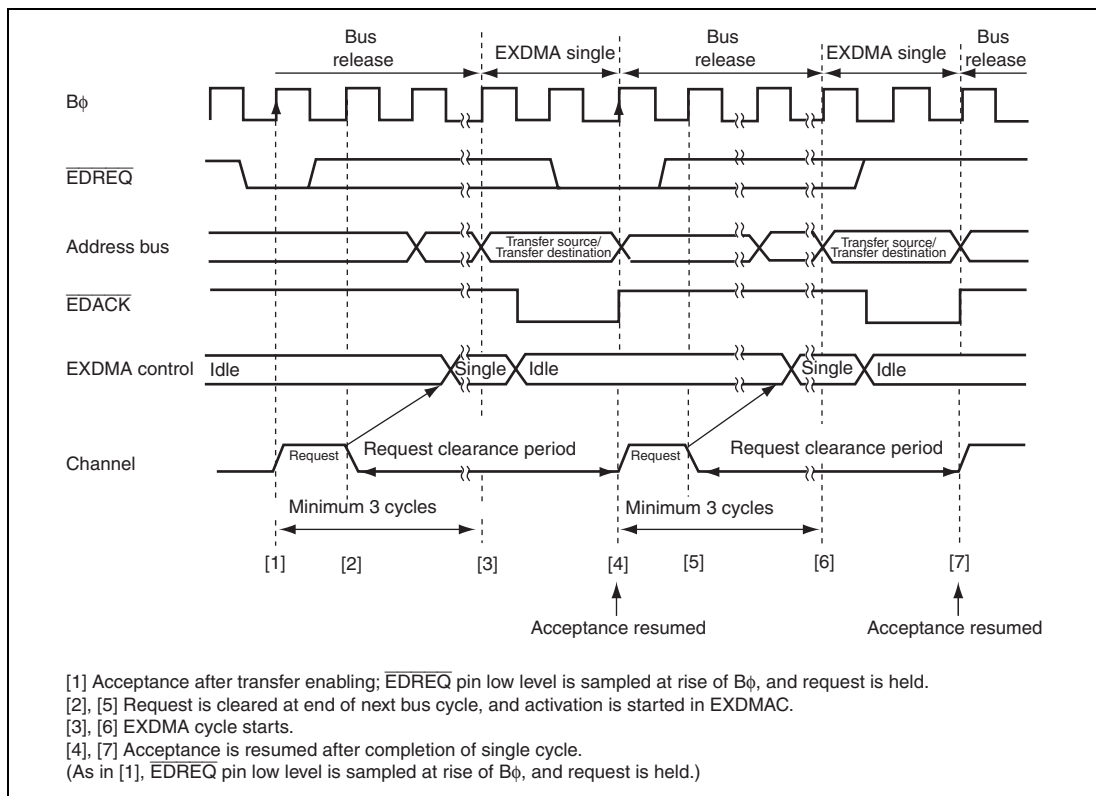 Bus release
EXDMA single
Bus release
EXDMA single
Bus release
Bφ
EDREQ
Address bus
Transfer source/
Transfer destination
Transfer source/
Transfer destination
EDACK
EXDMA control
Idle
Single
Idle
Single
Idle
Channel
Request
Request clearance period
Request
Request clearance period
Minimum 3 cycles
Minimum 3 cycles
[1]
[2]
[3]
[4]
[5]
[6]
[7]
Acceptance resumed
Acceptance resumed
[1] Acceptance after transfer enabling; EDREQ pin low level is sampled at rise of Bφ, and request is held.
[2], [5] Request is cleared at end of next bus cycle, and activation is started in EXDMAC.
[3], [6] EXDMA cycle starts.
[4], [7] Acceptance is resumed after completion of single cycle.
(As in [1], EDREQ pin low level is sampled at rise of Bφ, and request is held.)